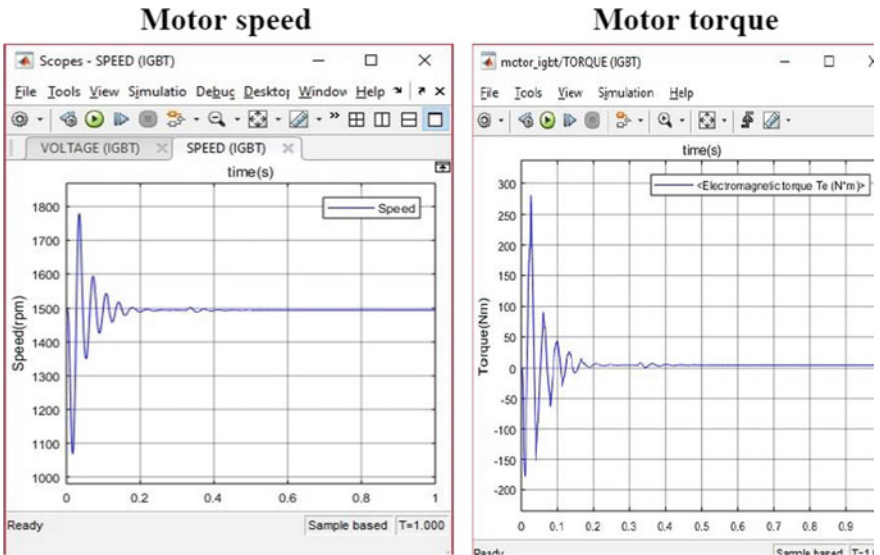 Motor speed
Scopes - SPEED (IGBT)
File Tools View Simulatio Debug Desktop Window Help
VOLTAGE (IGBT) SPEED (IGBT)
time(s)
Speed
Speed(rpm)
1800
1700
1600
1500
1400
1300
1200
1100
1000
0 0.2 0.4 0.6 0.8 1
Ready Sample based T=1.000
Motor torque
motor_igbt/TORQUE (IGBT)
File Tools View Simulation Help
time(s)
<Electromagnetic torque Te (N*m)>
Torque(Nm)
300
250
200
150
100
50
0
-50
-100
-150
-200
0 0.1 0.2 0.3 0.4 0.5 0.6 0.7 0.8 0.9
Ready Sample based